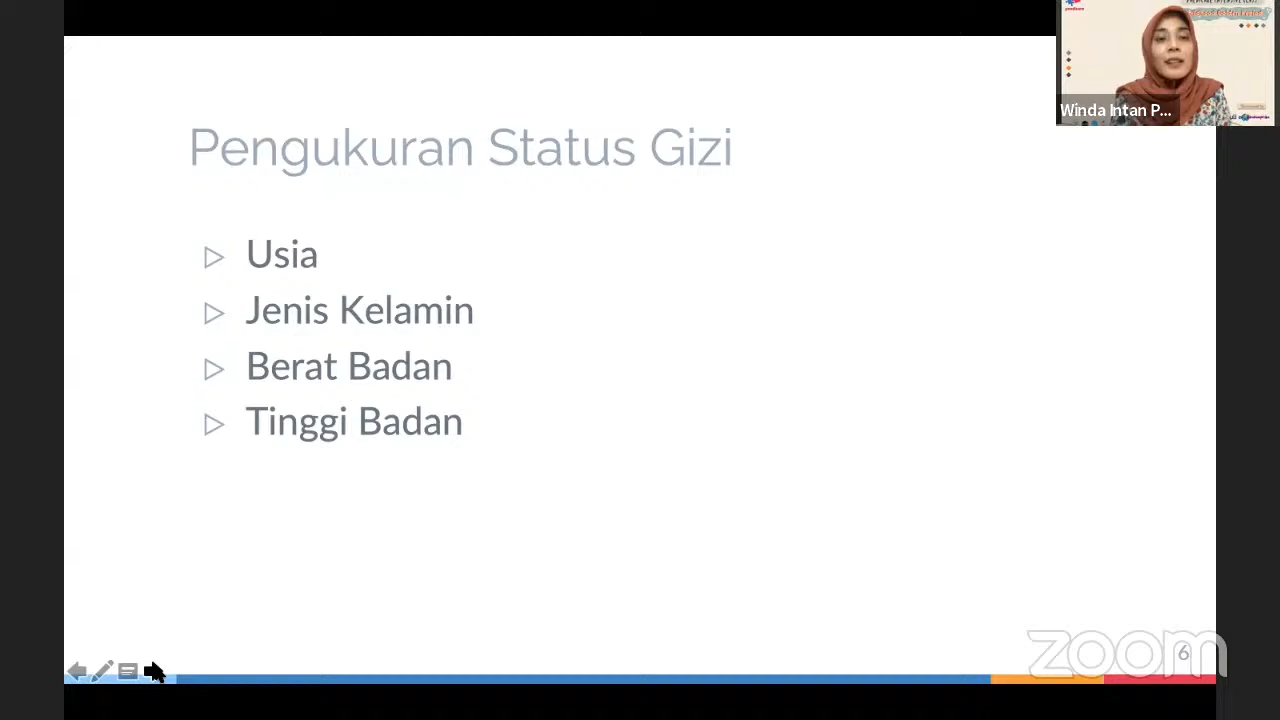 Pengukuran Status Gizi
Usia
Jenis Kelamin
Berat Badan
Tinggi Badan
Winda Intan P...
zoom
6